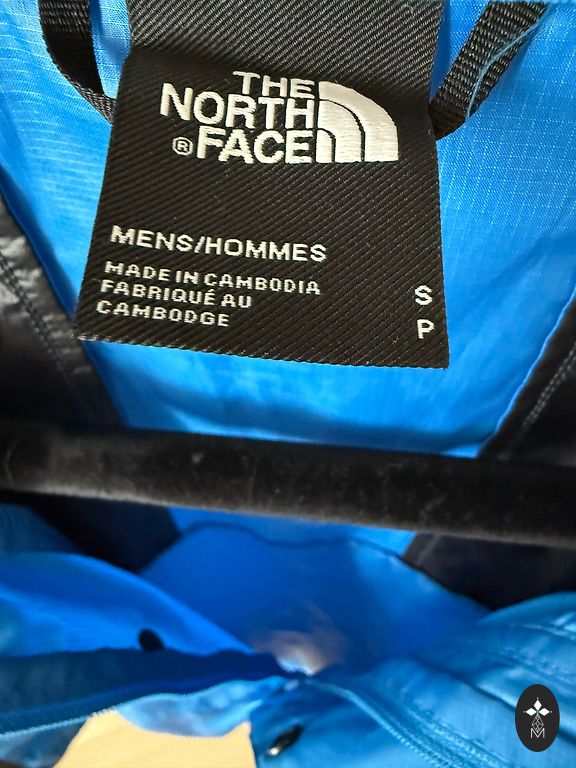 THE
NORTH
® FACE
MENS/HOMMES
MADE IN CAMBODIA
FABRIQUÉ AU
CAMBODGE
S
P
M